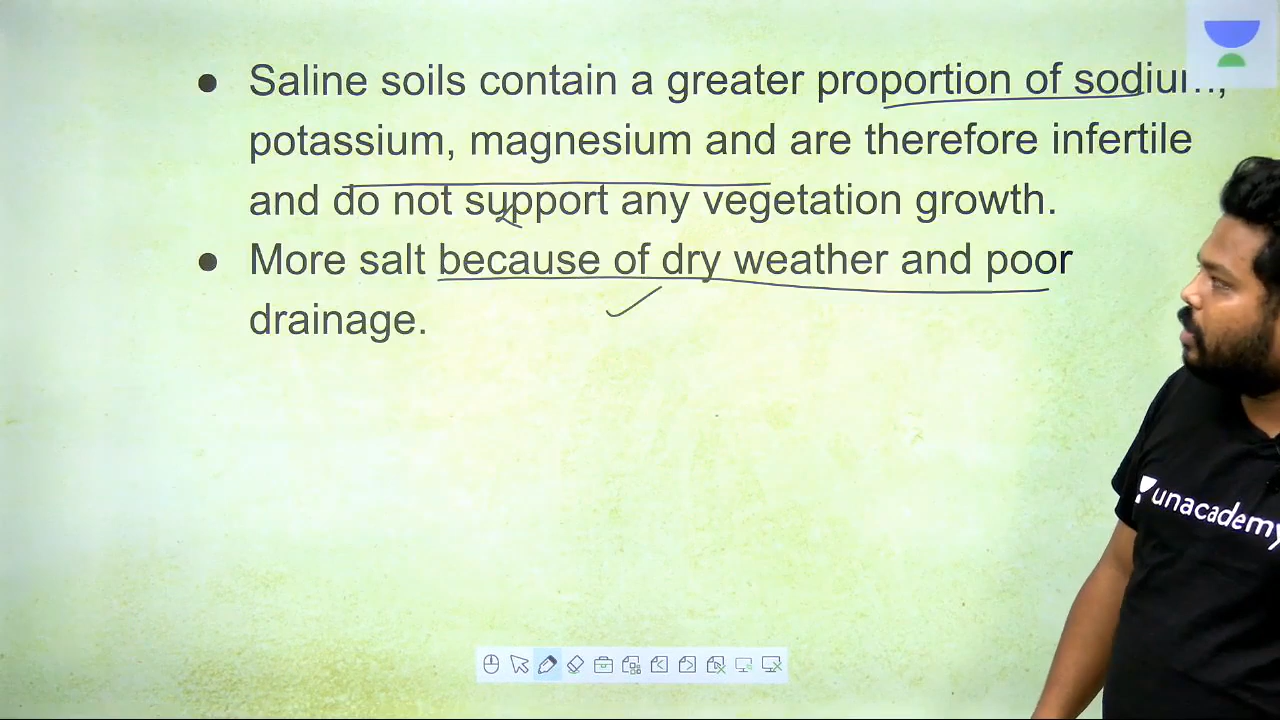 ● Saline soils contain a greater proportion of sodium,
potassium, magnesium and are therefore infertile
and do not support any vegetation growth.
● More salt because of dry weather and poor
drainage.
unacademy